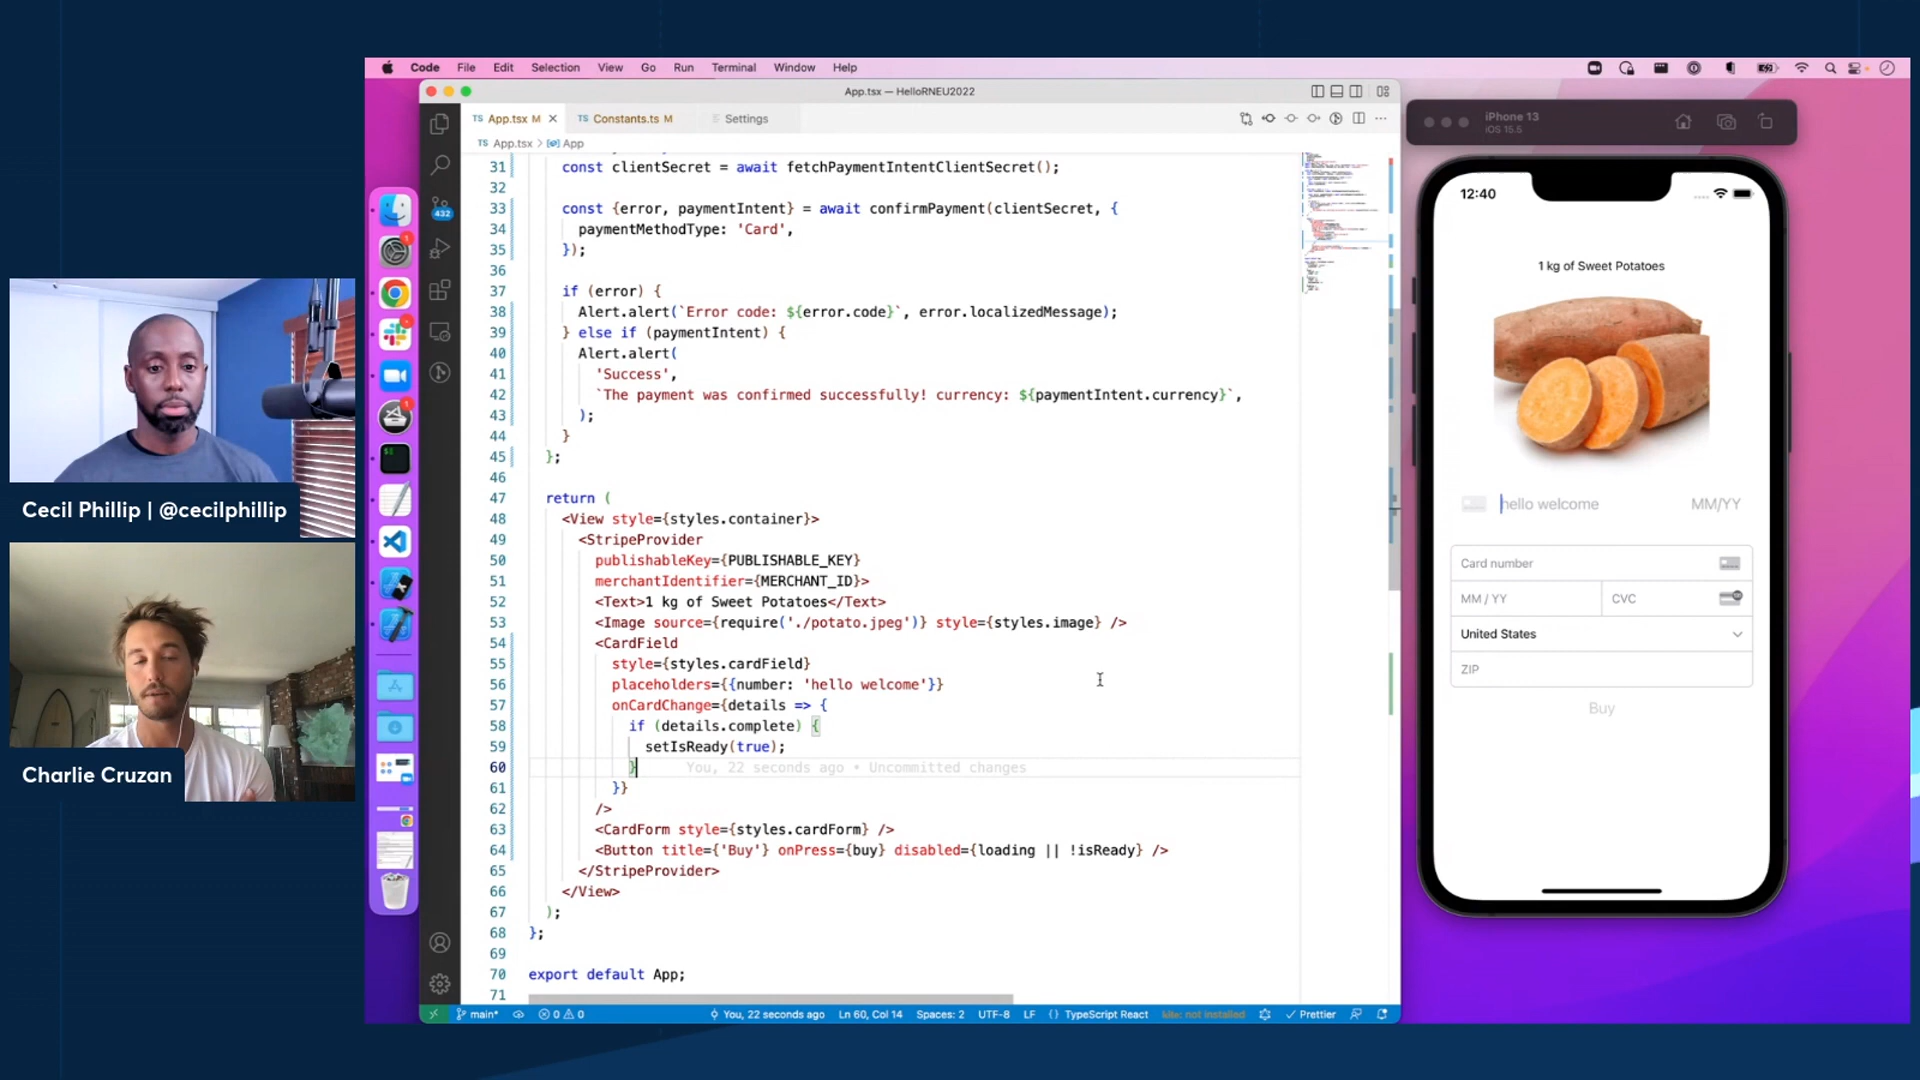 Code File Edit Selection View Go Run Terminal Window Help
App.tsx — HelloRNEU2022
TS App.tsx M
TS Constants.ts M
Settings
TS App.tsx > App
31 const clientSecret = await fetchPaymentIntentClientSecret();
32
33 const {error, paymentIntent} = await confirmPayment(clientSecret, {
34 paymentMethodType: 'Card',
35 });
36
37 if (error) {
38 Alert.alert(`Error code: ${error.code}`, error.localizedMessage);
39 } else if (paymentIntent) {
40 Alert.alert(
41 'Success',
42 `The payment was confirmed successfully! currency: ${paymentIntent.currency}`,
43 );
44 }
45 };
46
47 return (
48 <View style={styles.container}>
49 <StripeProvider
50 publishableKey={PUBLISHABLE_KEY}
51 merchantIdentifier={MERCHANT_ID}>
52 <Text>1 kg of Sweet Potatoes</Text>
53 <Image source={require('./potato.jpeg')} style={styles.image} />
54 <CardField
55 style={styles.cardField}
56 placeholders={{number: 'hello welcome'}}
57 onCardChange={details => {
58 if (details.complete) {
59 setIsReady(true);
60 } You, 22 seconds ago • Uncommitted changes
61 }}
62 />
63 <CardForm style={styles.cardForm} />
64 <Button title={'Buy'} onPress={buy} disabled={loading || !isReady} />
65 </StripeProvider>
66 </View>
67 );
68 };
69
70 export default App;
71
432
main* 0 0 You, 22 seconds ago Ln 60, Col 14 Spaces: 2 UTF-8 LF {} TypeScript React kite: not installed Prettier
iPhone 13
iOS 15.5
12:40
1 kg of Sweet Potatoes
hello welcome MM/YY
Card number
MM / YY CVC
United States
ZIP
Buy
Cecil Phillip | @cecilphillip
Charlie Cruzan